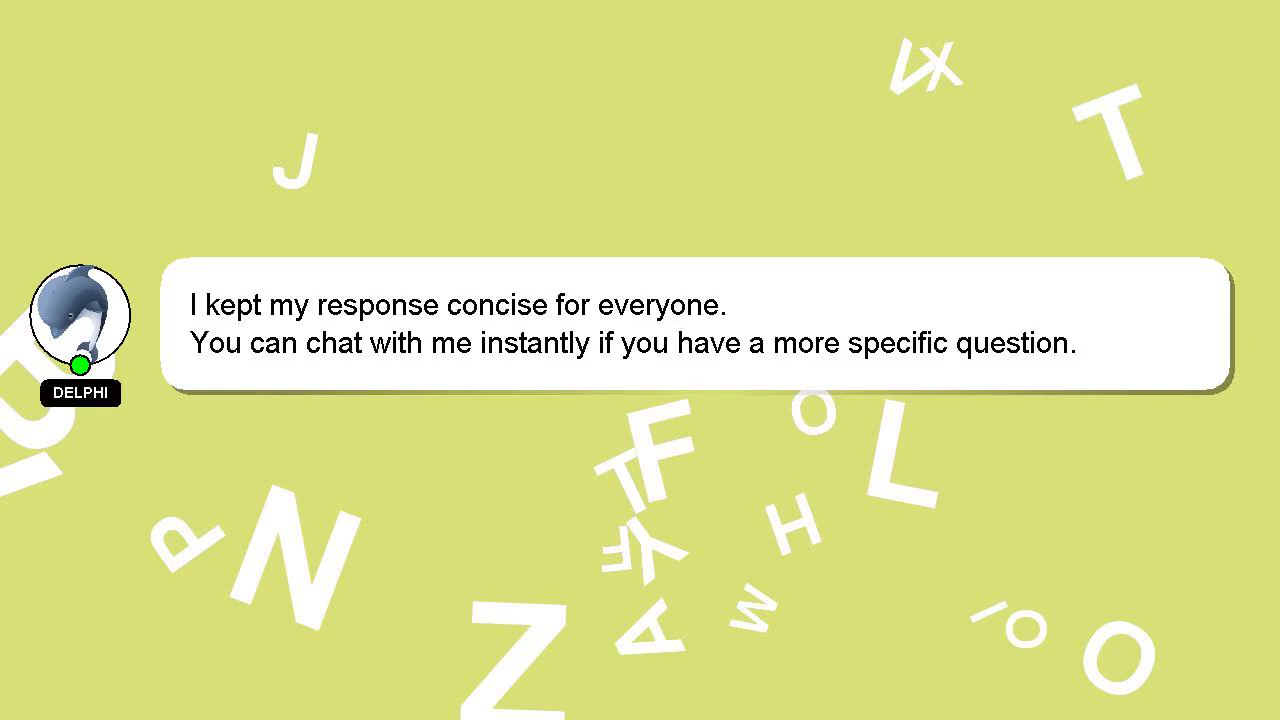 V
X
T
J
I kept my response concise for everyone.
You can chat with me instantly if you have a more specific question.
DELPHI
O
F
L
T
N
P
H
F
Y
Z
A
W
I
O
O